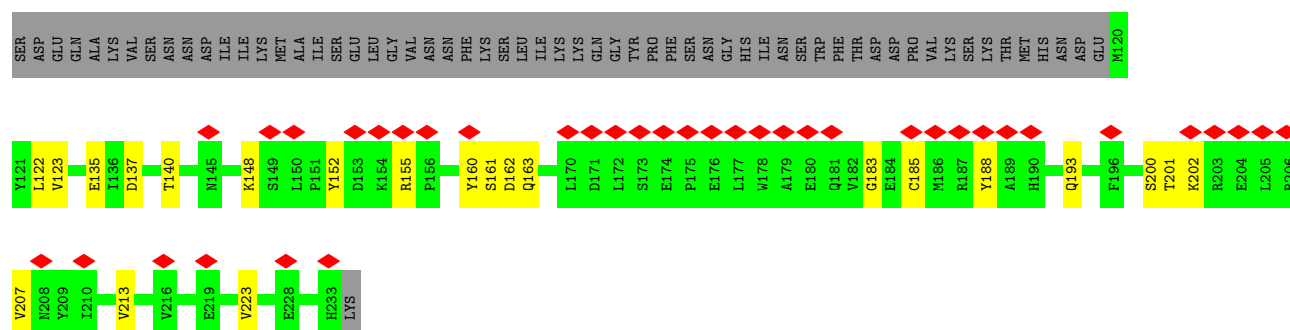 SER ASP GLU GLN ALA LYS VAL SER ASN ASN ASP ILE ILE LYS MET ALA ILE SER GLU LEU GLY VAL ASN ASN PHE LYS SER LEU ILE LYS LYS GLN GLY TYR PRO PHE SER ASN GLY HIS ILE ASN SER TRP PHE THR ASP ASP PRO VAL LYS SER LYS THR MET HIS ASN ASP GLU M120
Y121 L122 V123 E135 I136 D137 T140 N145 K148 S149 L150 P151 Y152 D153 K154 R155 P156 Y160 S161 D162 Q163 L170 D171 L172 S173 E174 P175 E176 L177 W178 A179 E180 Q181 V182 G183 E184 C185 M186 R187 Y188 A189 H190 Q193 F196 S200 T201 K202 R203 E204 L205
V207 N208 Y209 I210 V213 V216 E219 V223 E228 H233 LYS